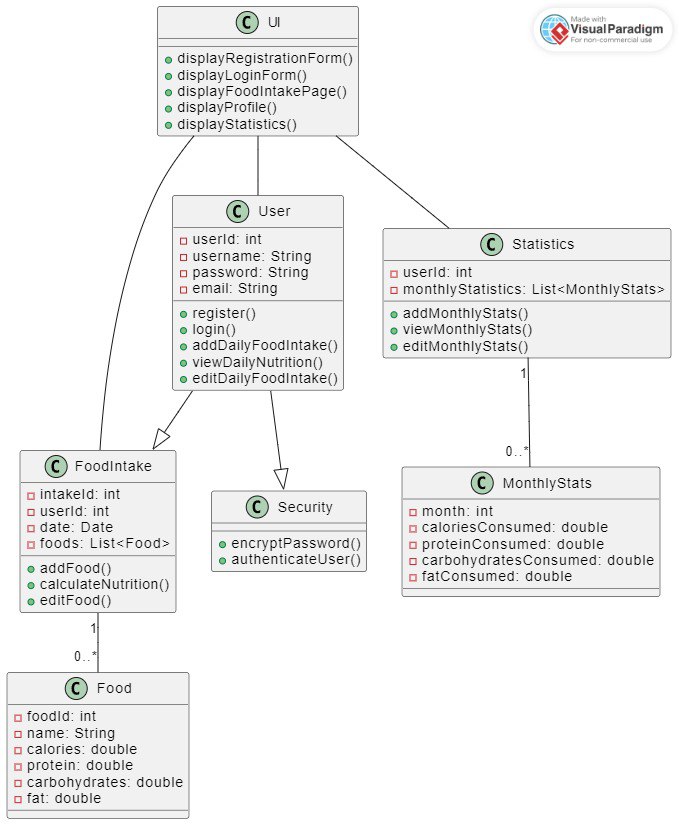 C UI
displayRegistrationForm()
displayLoginForm()
displayFoodIntakePage()
displayProfile()
displayStatistics()
Made with
VisualParadigm
For non-commercial use
C User
userId: int
username: String
password: String
email: String
register()
login()
addDailyFoodIntake()
viewDailyNutrition()
editDailyFoodIntake()
C Statistics
userId: int
monthlyStatistics: List<MonthlyStats>
addMonthlyStats()
viewMonthlyStats()
editMonthlyStats()
1
0..*
C FoodIntake
intakeId: int
userId: int
date: Date
foods: List<Food>
addFood()
calculateNutrition()
editFood()
1
0..*
C Security
encryptPassword()
authenticateUser()
C MonthlyStats
month: int
caloriesConsumed: double
proteinConsumed: double
carbohydratesConsumed: double
fatConsumed: double
C Food
foodId: int
name: String
calories: double
protein: double
carbohydrates: double
fat: double